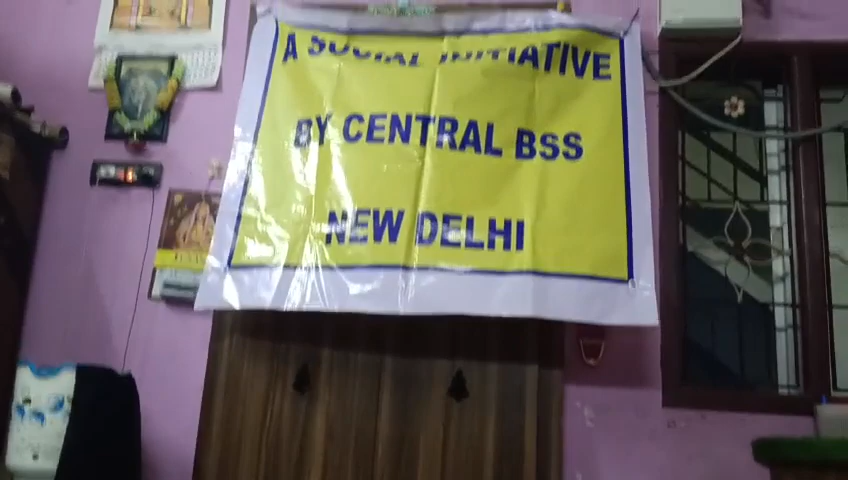 A SOCIAL INITIATIVE
BY CENTRAL BSS
NEW DELHI